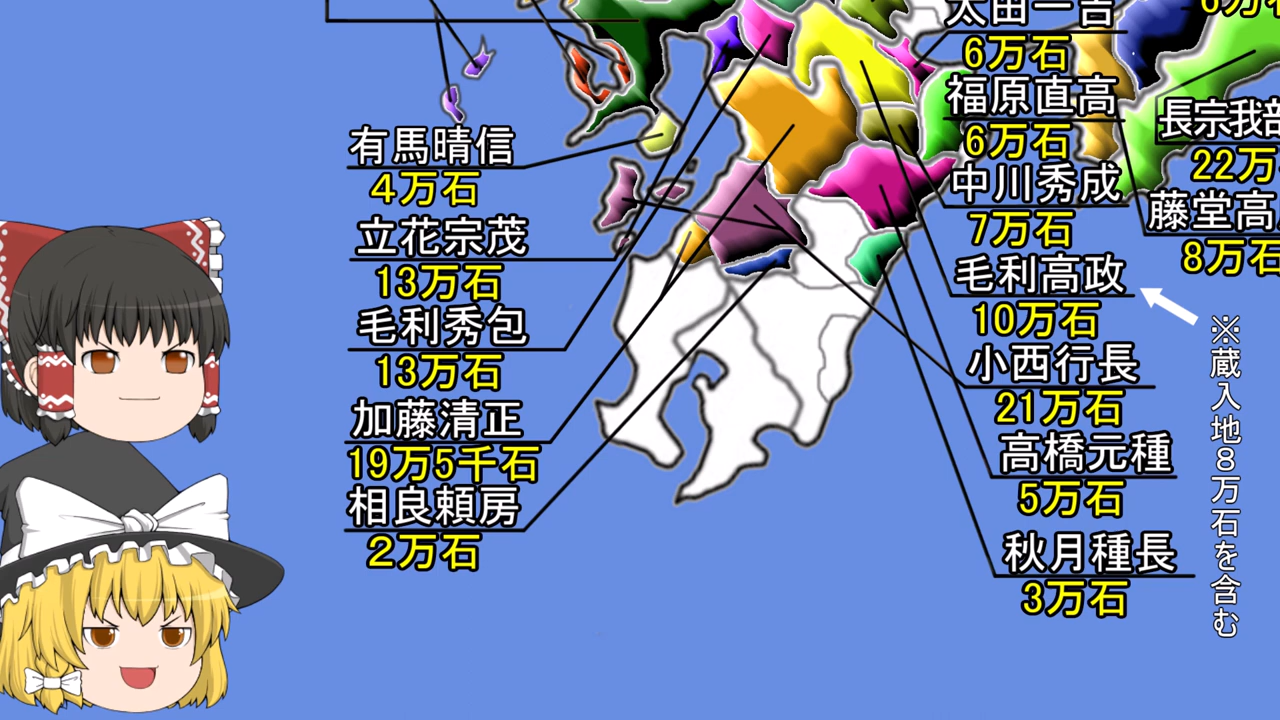 有馬晴信
4万石
立花宗茂
13万石
毛利秀包
13万石
加藤清正
19万5千石
相良頼房
2万石
太田一吉
6万石
福原直高
6万石
中川秀成
7万石
毛利高政
10万石
小西行長
21万石
高橋元種
5万石
秋月種長
3万石
※蔵入地8万石を含む
6万
長宗我部
22万
藤堂高
8万石